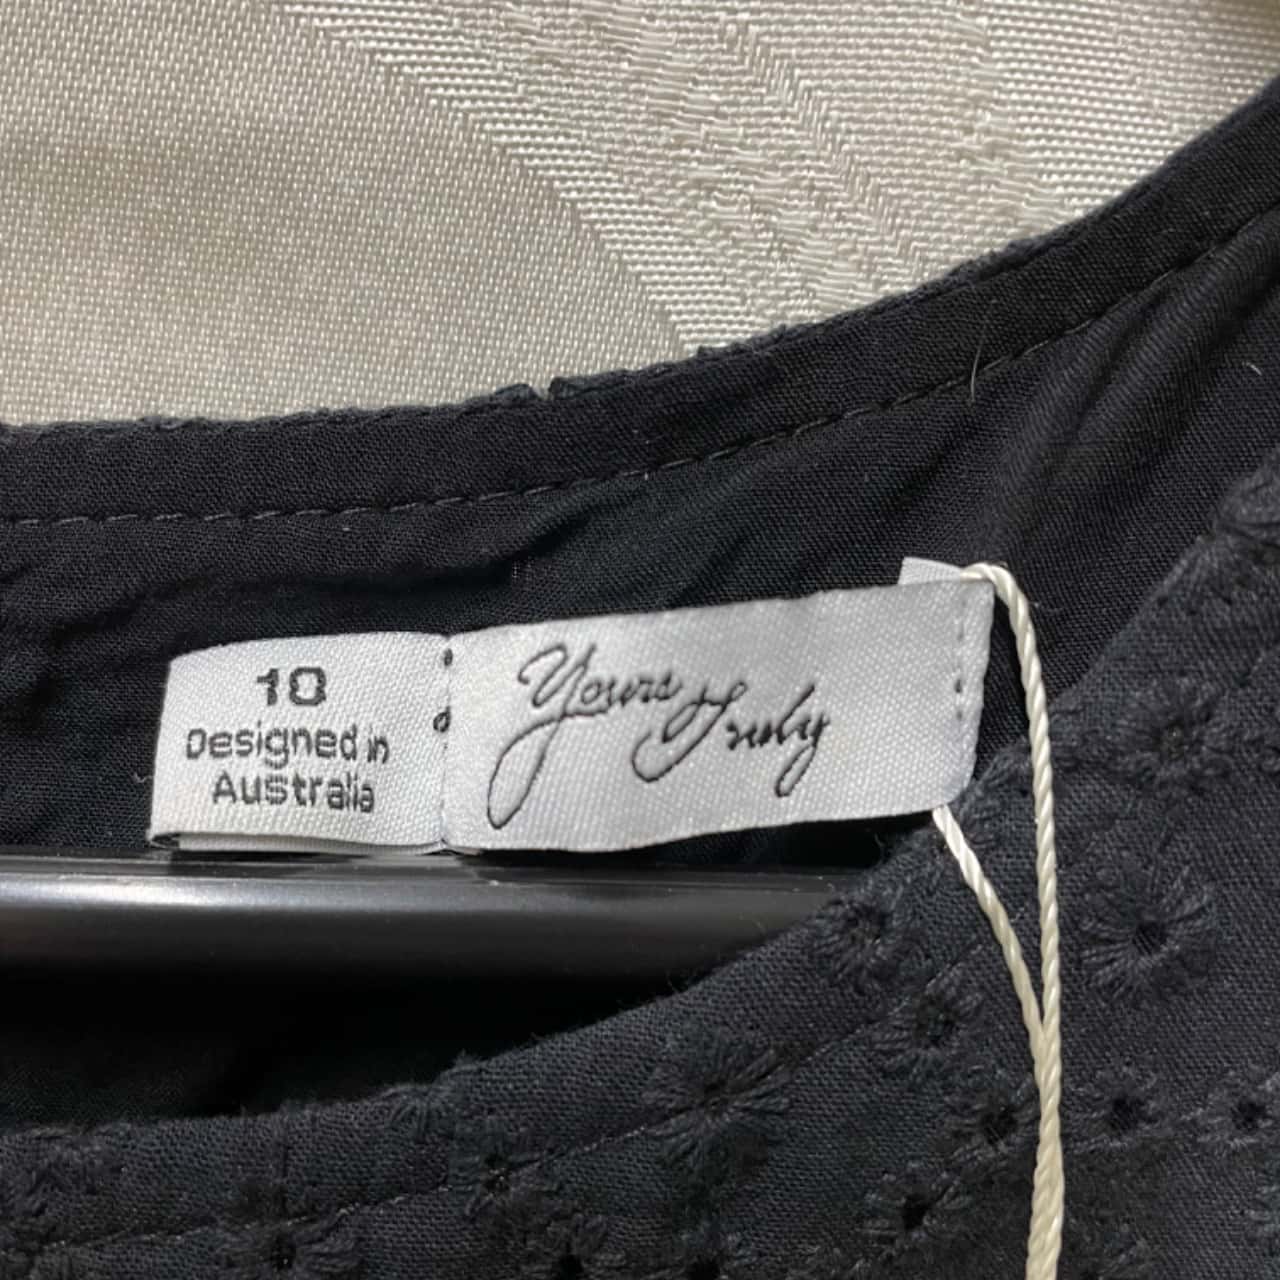 10
Designed in
Australia
Yours Truly